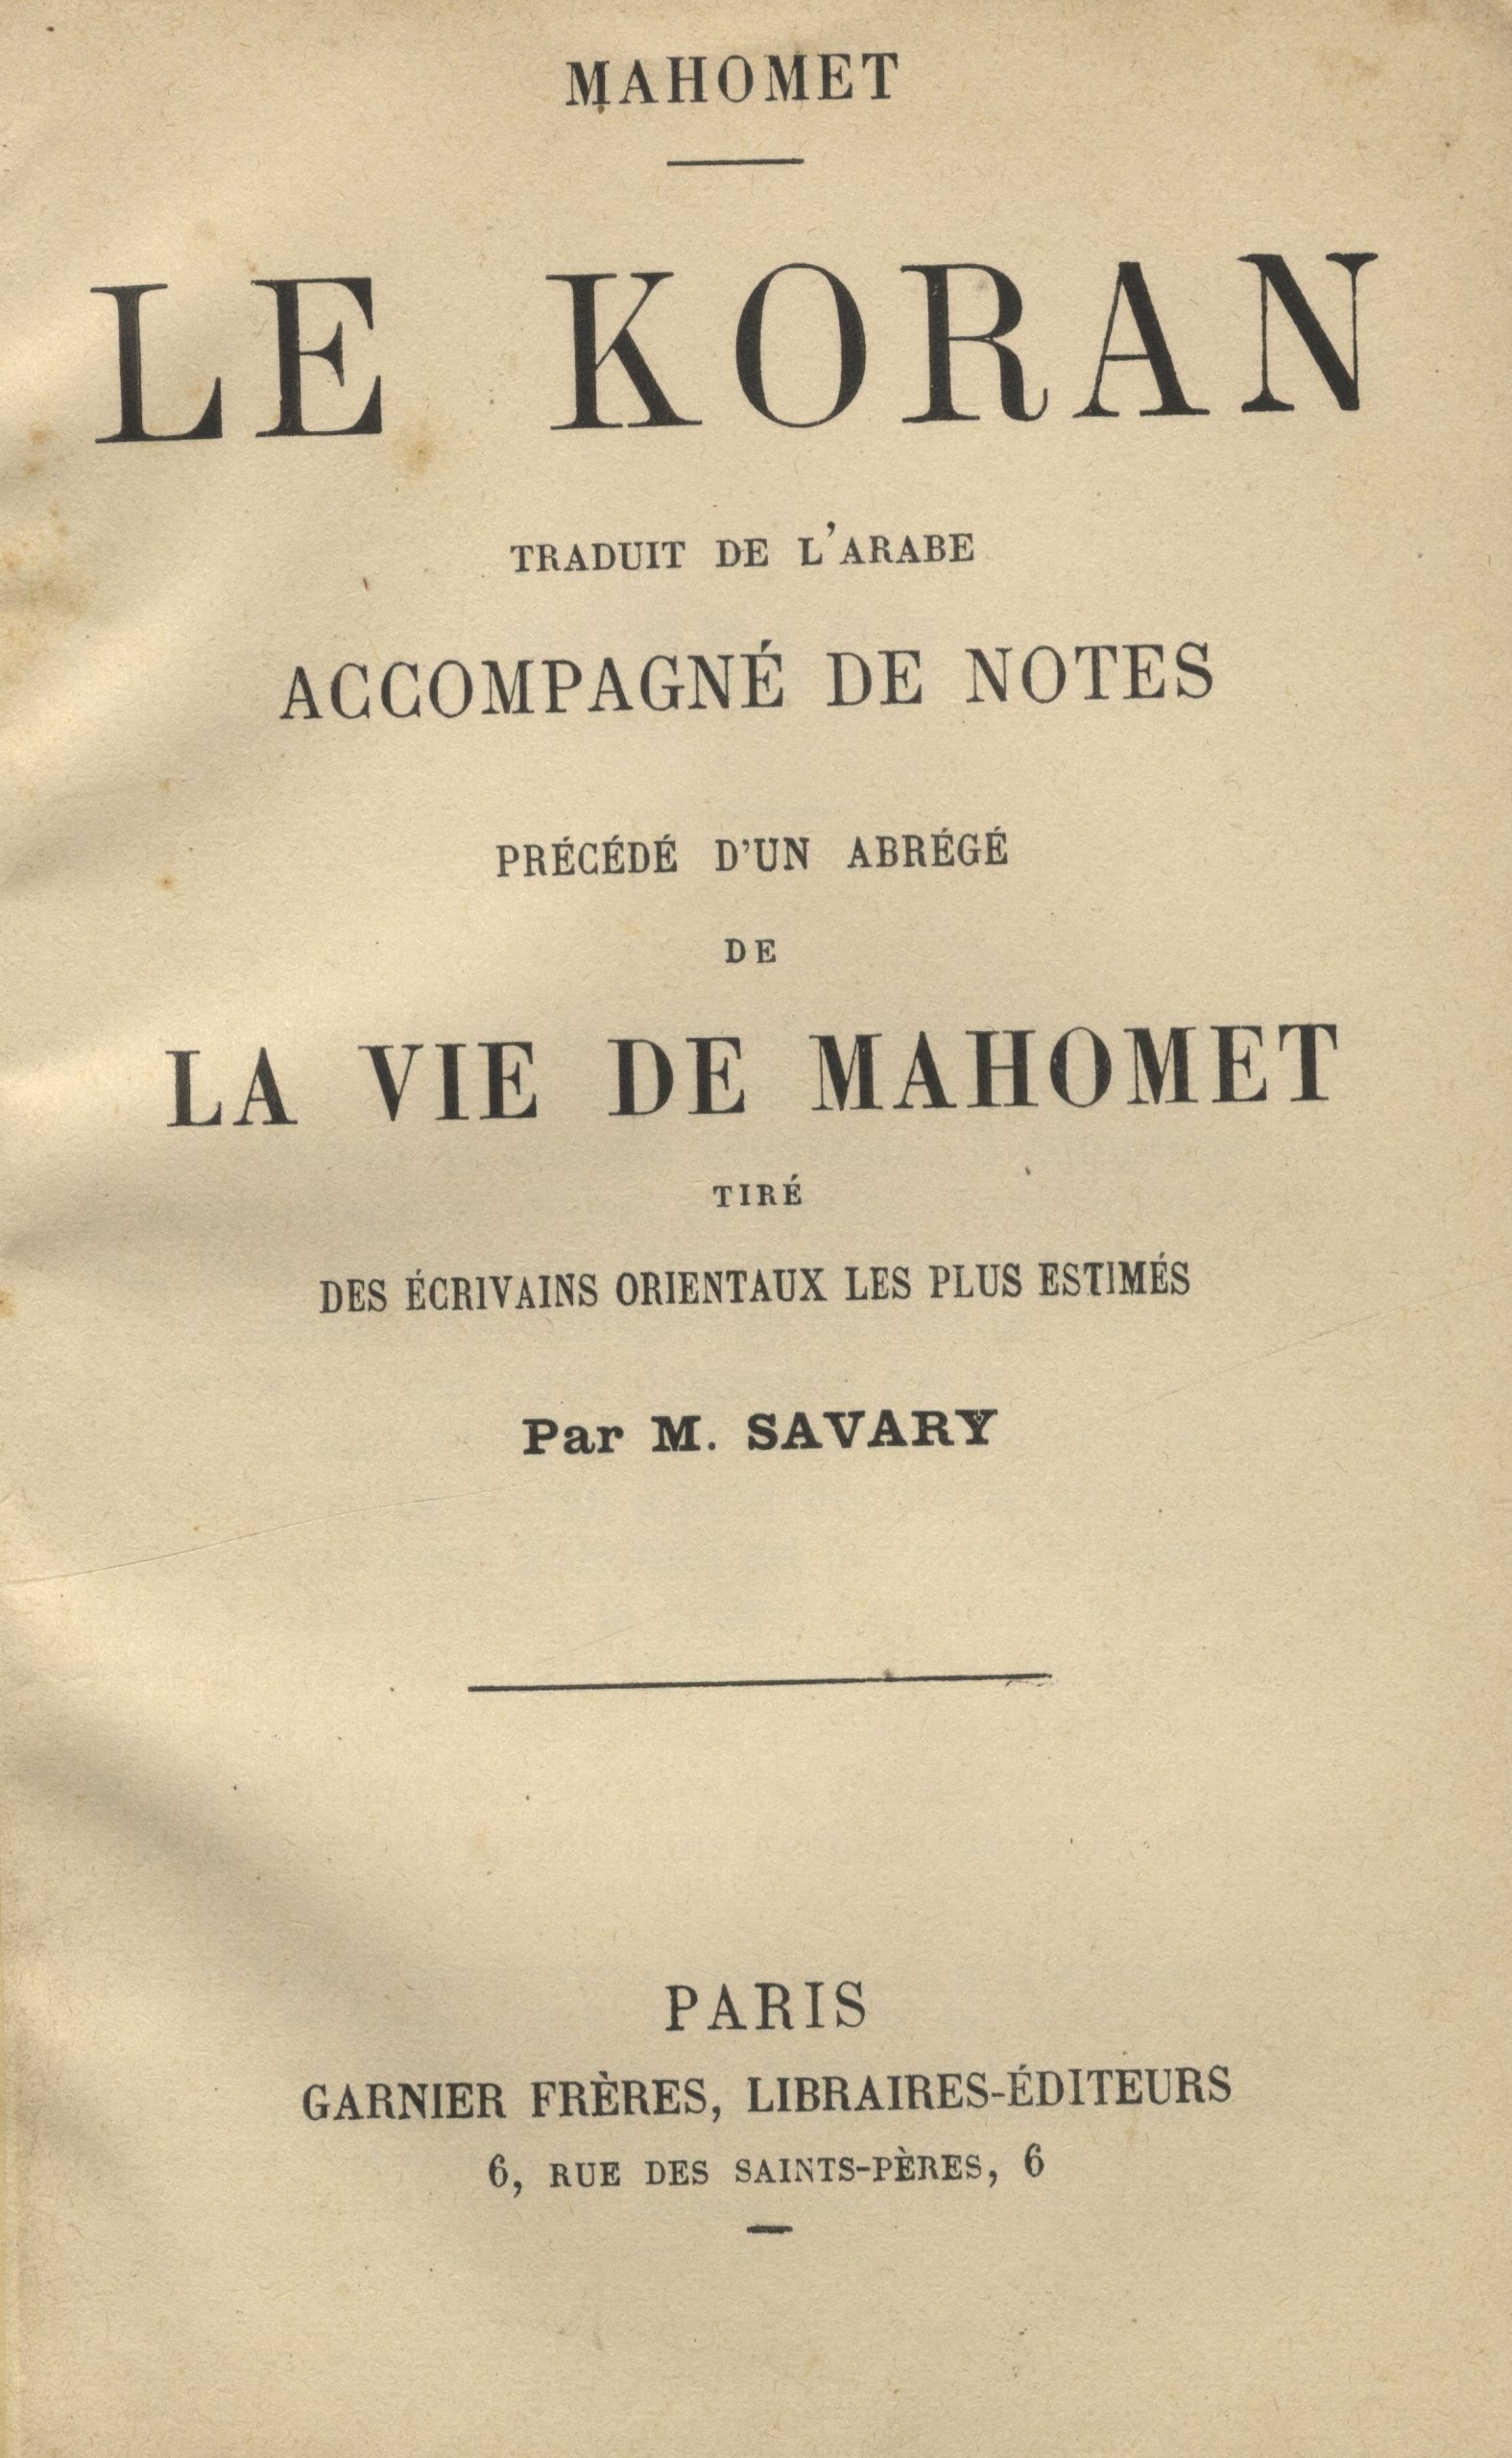 MAHOMET
LE KORAN
TRADUIT DE L'ARABE
ACCOMPAGNÉ DE NOTES
PRÉCÉDÉ D'UN ABRÉGÉ
DE
LA VIE DE MAHOMET
TIRÉ
DES ÉCRIVAINS ORIENTAUX LES PLUS ESTIMÉS
Par M. SAVARY
PARIS
GARNIER FRÈRES, LIBRAIRES-ÉDITEURS
6, RUE DES SAINTS-PÈRES, 6